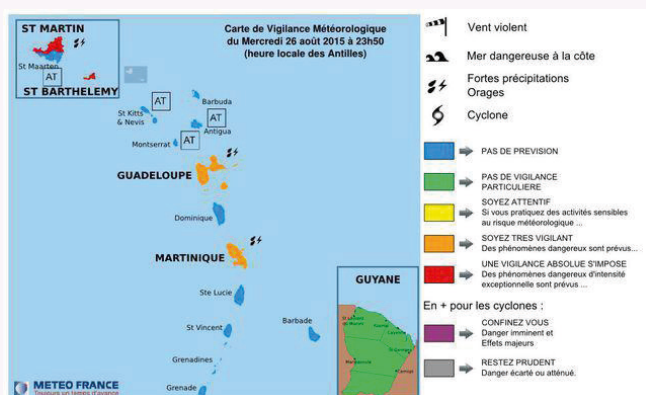 Carte de Vigilance Météorologique
du Mercredi 26 août 2015 à 23h50
(heure locale des Antilles)
ST MARTIN
St Maarten
AT
ST BARTHELEMY
AT
Barbuda
St Kitts
& Nevis
AT
Antigua
Montserrat
AT
GUADELOUPE
Dominique
MARTINIQUE
Ste Lucie
St Vincent
Barbade
Grenadines
Grenade
GUYANE
METEO FRANCE
Toujours un temps d'avance
Vent violent
Mer dangereuse à la côte
Fortes précipitations
Orages
Cyclone
PAS DE PREVISION
PAS DE VIGILANCE
PARTICULIERE
SOYEZ ATTENTIF
Si vous pratiquez des activités sensibles
au risque météorologique ...
SOYEZ TRES VIGILANT
Des phénomènes dangereux sont prévus...
UNE VIGILANCE ABSOLUE S'IMPOSE
Des phénomènes dangereux d'intensité
exceptionnelle sont prévus ...
En + pour les cyclones :
CONFINEZ VOUS
Danger imminent et
Effets majeurs
RESTEZ PRUDENT
Danger écarté ou atténué.